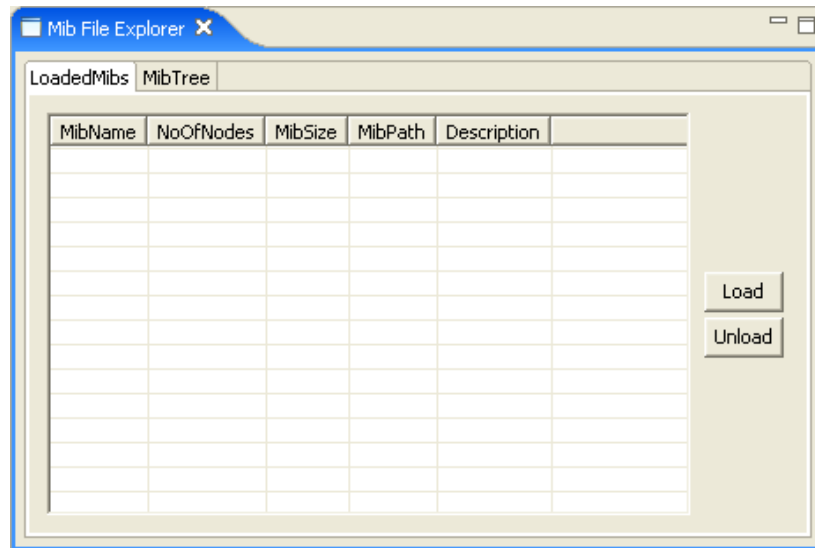 Mib File Explorer
LoadedMibs MibTree
MibName NoOfNodes MibSize MibPath Description
Load
Unload